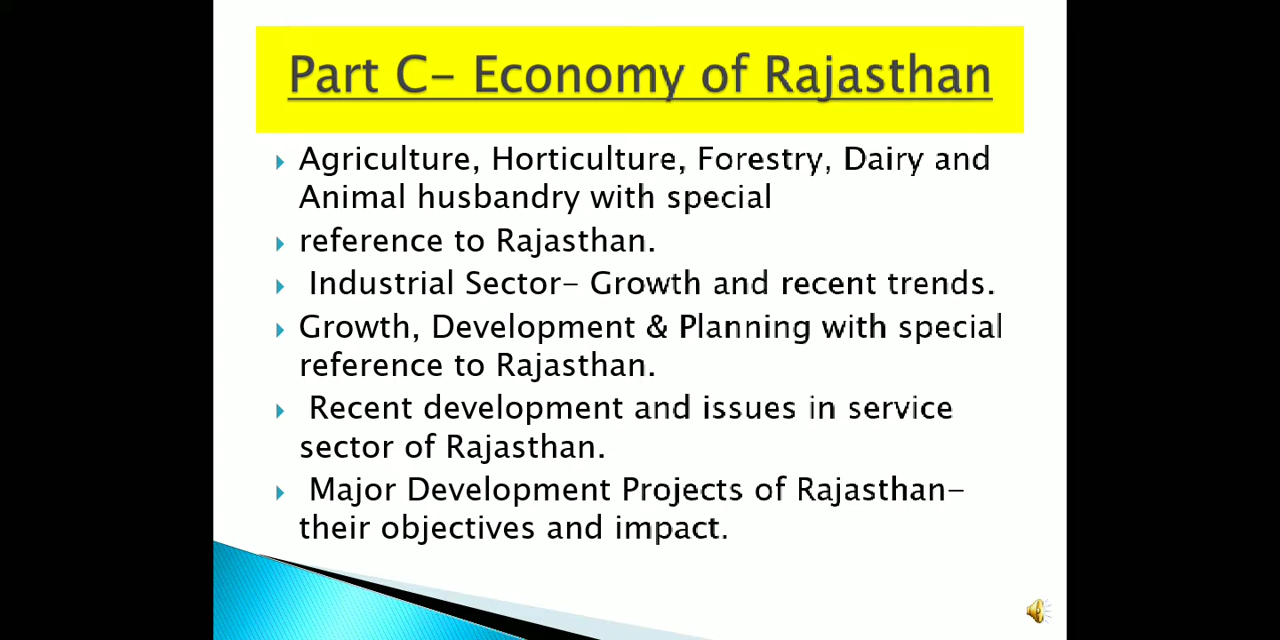 Part C- Economy of Rajasthan
Agriculture, Horticulture, Forestry, Dairy and
Animal husbandry with special
reference to Rajasthan.
Industrial Sector- Growth and recent trends.
Growth, Development & Planning with special
reference to Rajasthan.
Recent development and issues in service
sector of Rajasthan.
Major Development Projects of Rajasthan-
their objectives and impact.